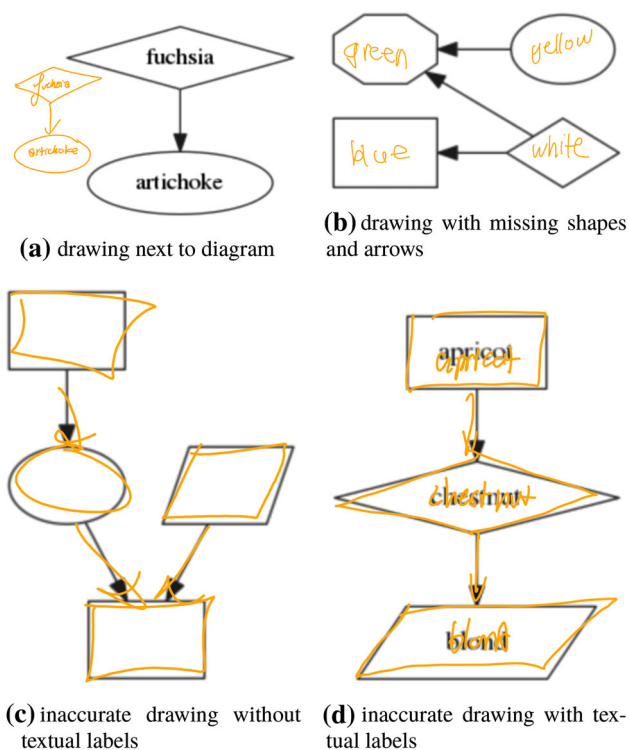 fuchsia
fuchsia
artichoke
artichoke
(a) drawing next to diagram
green
yellow
blue
white
(b) drawing with missing shapes
and arrows
(c) inaccurate drawing without
textual labels
apricot
apricot
chestnut
chestnut
blond
blond
(d) inaccurate drawing with tex-
tual labels